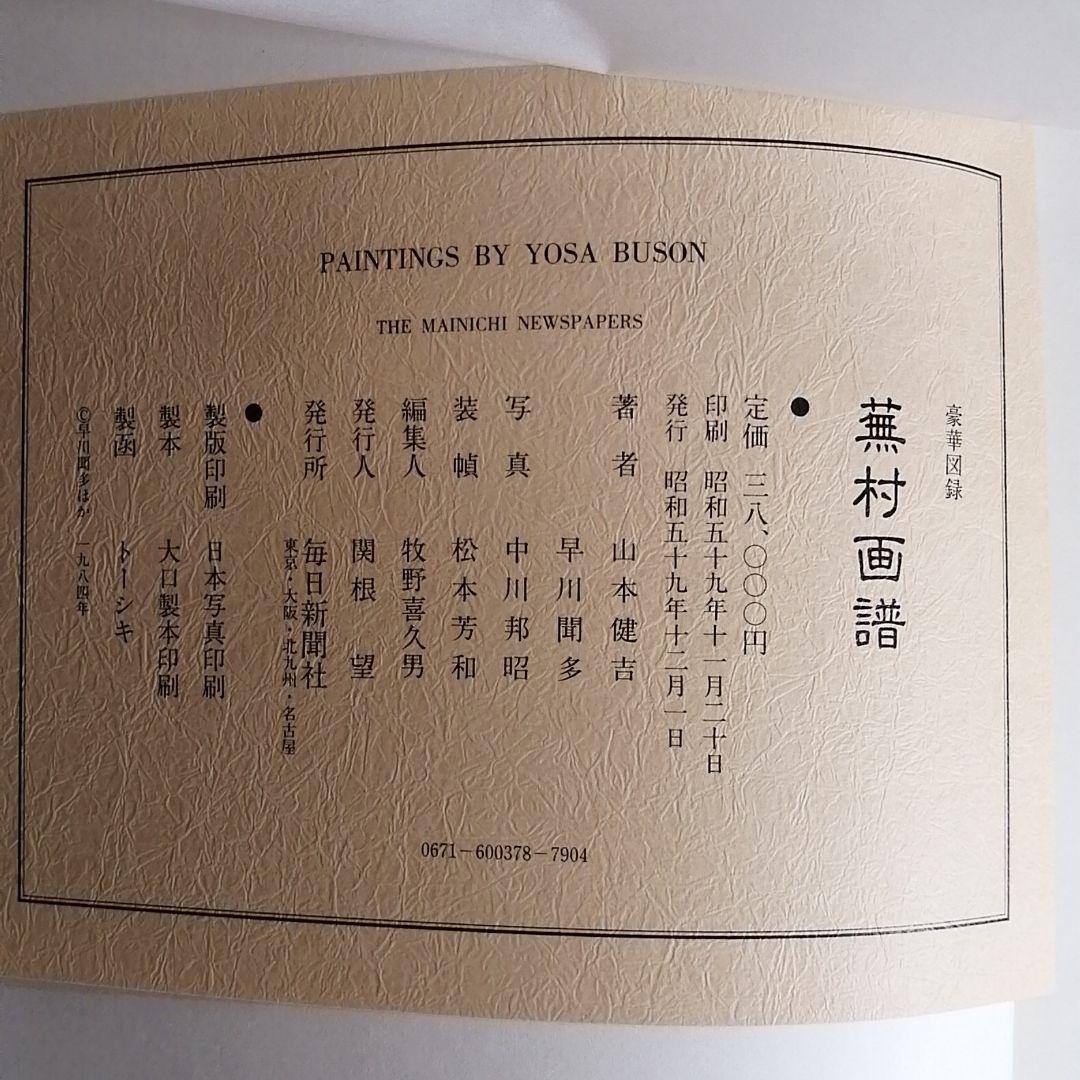 PAINTINGS BY YOSA BUSON
THE MAINICHI NEWSPAPERS
豪華図録
蕪村画譜
●
定価 三八、〇〇〇円
印刷 昭和五十九年十一月二十日
発行 昭和五十九年十二月一日
著者 山本健吉
早川聞多
写真 中川邦昭
装幀 松本芳和
編集人 牧野喜久男
発行人 関根望
発行所 毎日新聞社
東京・大阪・北九州・名古屋
●
製版印刷 日本写真印刷
製本 大口製本印刷
製函 トーシキ
©早川聞多ほか 一九八四年
0671-600378-7904